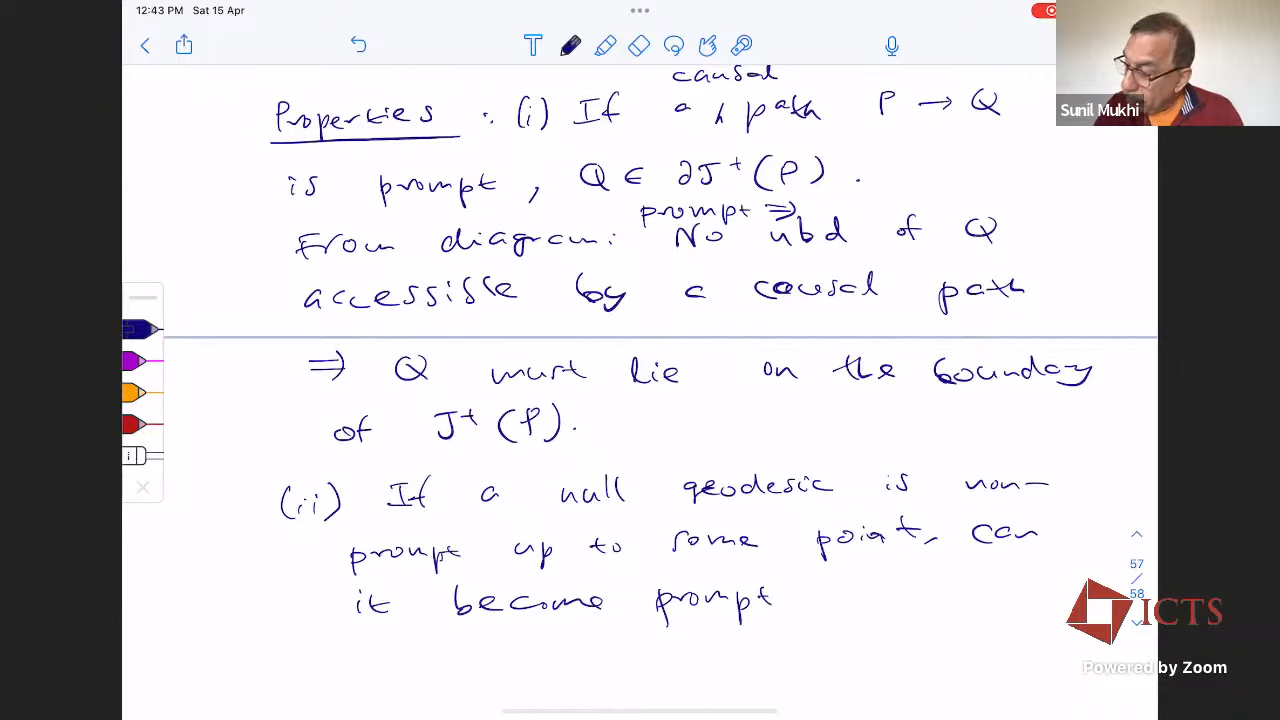 12:43 PM Sat 15 Apr
Sunil Mukhi
causal
Properties : (i) If a ∧ path P → Q
is prompt, Q ∈ ∂J⁺(P).
prompt ⇒
From diagram: No nbd of Q
accessible by a causal path
⇒ Q must lie on the boundary
of J⁺(P).
(ii) If a null geodesic is non-
prompt up to some point, can
it become prompt
57
/
58
ICTS
Powered by Zoom